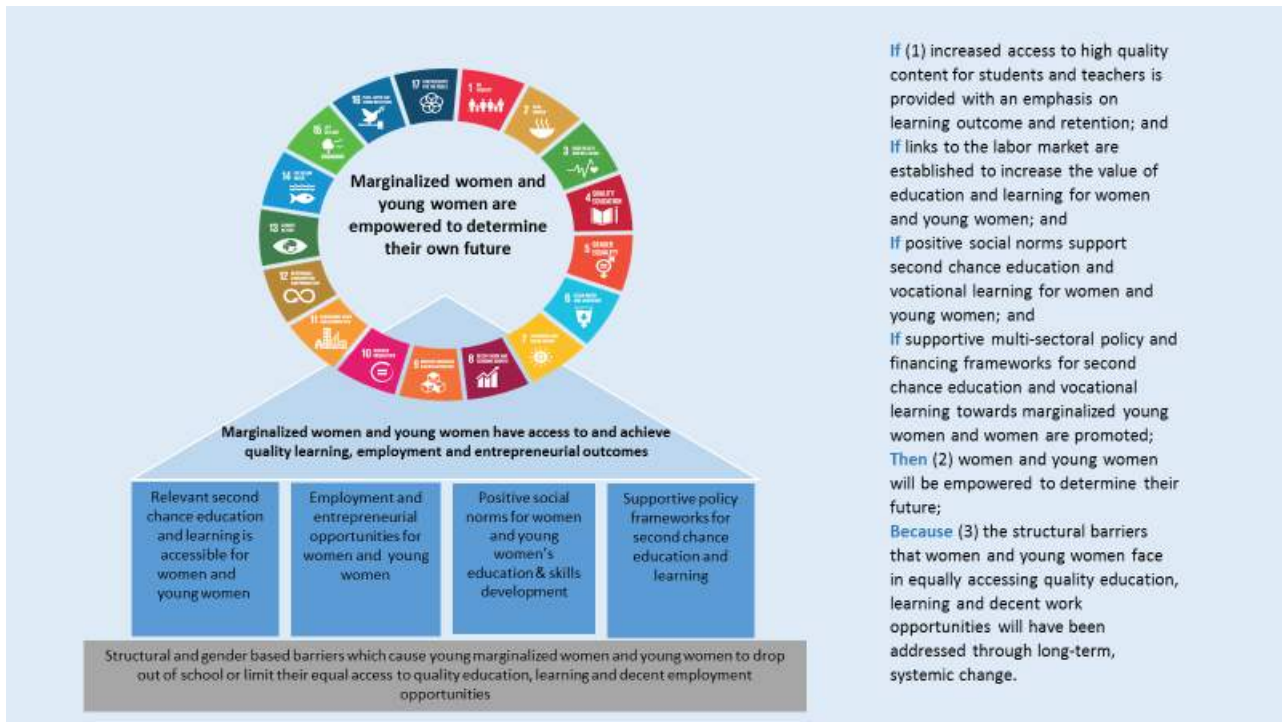 17
1
2
3
4 QUALITY
EDUCATION
5 GENDER
EQUALITY
6
7
8
9
10
11
12
13
14
15
16
Marginalized women and
young women are
empowered to determine
their own future
Marginalized women and young women have access to and achieve
quality learning, employment and entrepreneurial outcomes
Relevant second
chance education
and learning is
accessible for
women and
young women
Employment and
entrepreneurial
opportunities for
women and young
women
Positive social
norms for women
and young
women's
education & skills
development
Supportive policy
frameworks for
second chance
education and
learning
Structural and gender based barriers which cause young marginalized women and young women to drop
out of school or limit their equal access to quality education, learning and decent employment
opportunities
If (1) increased access to high quality
content for students and teachers is
provided with an emphasis on
learning outcome and retention; and
If links to the labor market are
established to increase the value of
education and learning for women
and young women; and
If positive social norms support
second chance education and
vocational learning for women and
young women; and
If supportive multi-sectoral policy and
financing frameworks for second
chance education and vocational
learning towards marginalized young
women and women are promoted;
Then (2) women and young women
will be empowered to determine their
future;
Because (3) the structural barriers
that women and young women face
in equally accessing quality education,
learning and decent work
opportunities will have been
addressed through long-term,
systemic change.